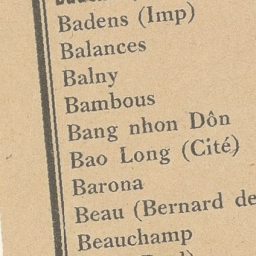 Badens (Imp)
Balances
Balny
Bambous
Bang nhon Dôn
Bao Long (Cité)
Barona
Beau (Bernard de
Beauchamp